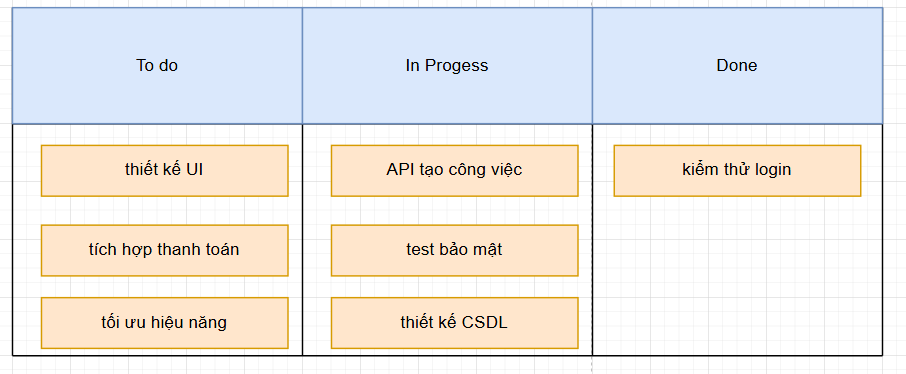 To do
In Progess
Done
thiết kế UI
API tạo công việc
kiểm thử login
tích hợp thanh toán
test bảo mật
tối ưu hiệu năng
thiết kế CSDL